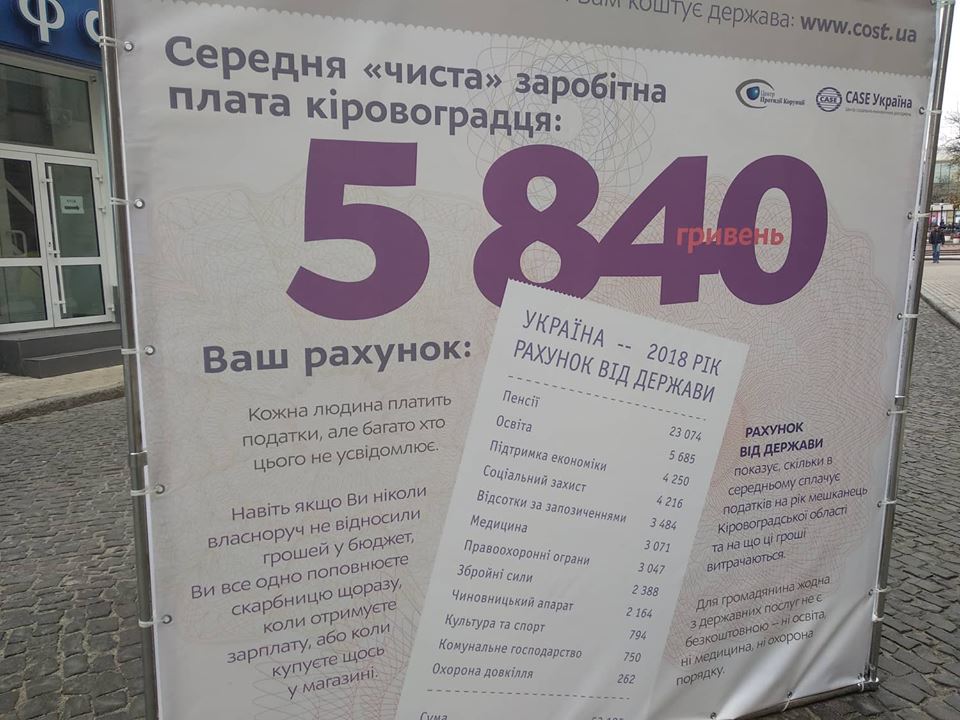 Ф
Вам коштує держава: www.cost.ua
Середня «чиста» заробітна
плата кіровоградця:
Центр
Протидії Корупції
CASE
CASE Україна
5 840
гривень
Ваш рахунок:
Кожна людина платить
податки, але багато хто
цього не усвідомлює.
Навіть якщо Ви ніколи
власноруч не відносили
грошей у бюджет,
Ви все одно поповнюєте
скарбницю щоразу,
коли отримуєте
зарплату, або коли
купуєте щось
у магазині.
УКРАЇНА -- 2018 РІК
РАХУНОК ВІД ДЕРЖАВИ
Пенсії 23 074
Освіта 5 685
Підтримка економіки 4 250
Соціальний захист 4 216
Відсотки за запозиченнями 3 484
Медицина 3 071
Правоохоронні ограни 3 047
Збройні сили 2 388
Чиновницький апарат 2 164
Культура та спорт 794
Комунальне господарство 750
Охорона довкілля 262
Сума
РАХУНОК
ВІД ДЕРЖАВИ
показує, скільки в
середньому сплачує
податків на рік мешканець
Кіровоградської області
та на що ці гроші
витрачаються.
Для громадянина жодна
з державних послуг не є
безкоштовною – ні освіта,
ні медицина, ні охорона
порядку.